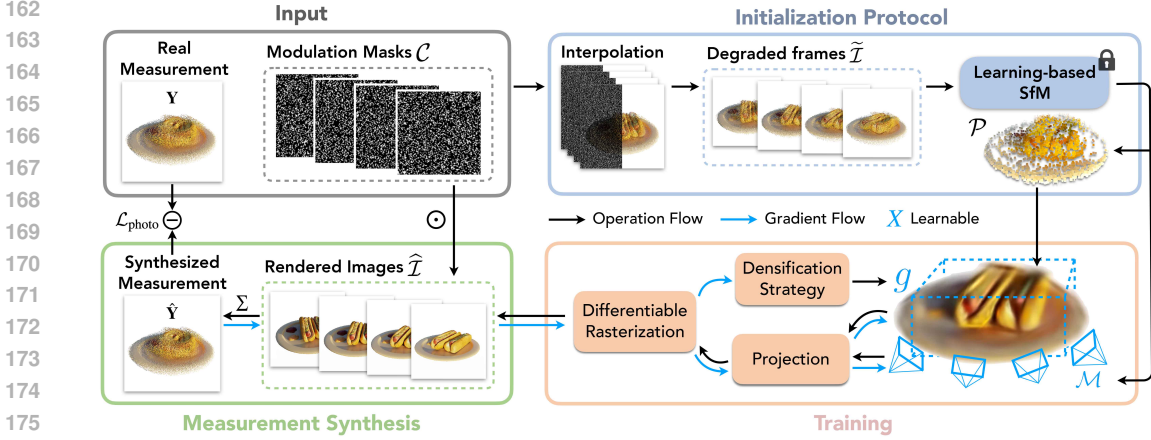 162
163
164
165
166
167
168
169
170
171
172
173
174
175
Input
Real
Measurement
Y
Modulation Masks 𝒞
Initialization Protocol
Interpolation
Degraded frames Ĩ
Learning-based
SfM
𝒫
ℒphoto
−
⊙
Operation Flow
Gradient Flow
X Learnable
Synthesized
Measurement
Ŷ
Σ
Rendered Images Î
Differentiable
Rasterization
Densification
Strategy
Projection
g
ℳ
Measurement Synthesis
Training